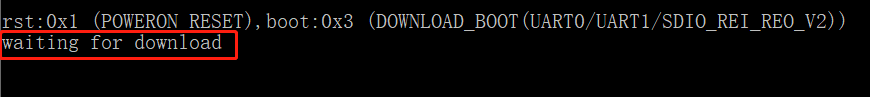 rst:0x1 (POWERON_RESET),boot:0x3 (DOWNLOAD_BOOT(UART0/UART1/SDIO_REI_REO_V2))
waiting for download